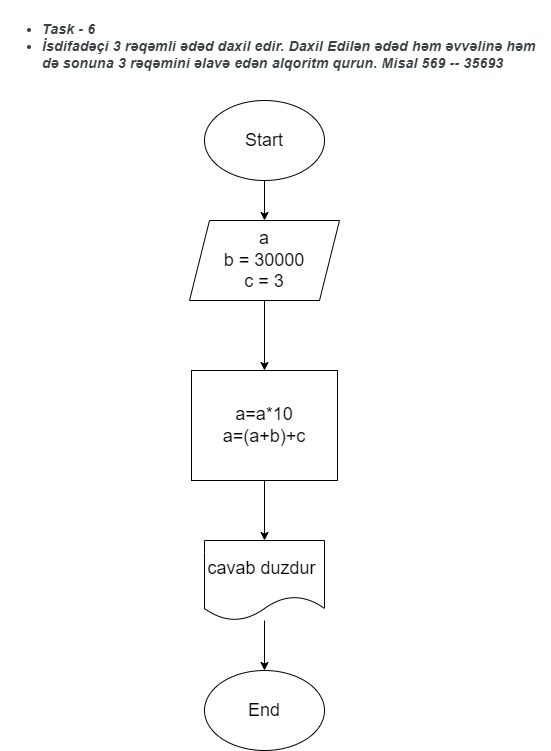 Task - 6
İsdifadəçi 3 rəqəmli ədəd daxil edir. Daxil Edilən ədəd həm əvvəlinə həm
də sonuna 3 rəqəmini əlavə edən alqoritm qurun. Misal 569 -- 35693
Start
a
b = 30000
c = 3
a=a*10
a=(a+b)+c
cavab duzdur
End